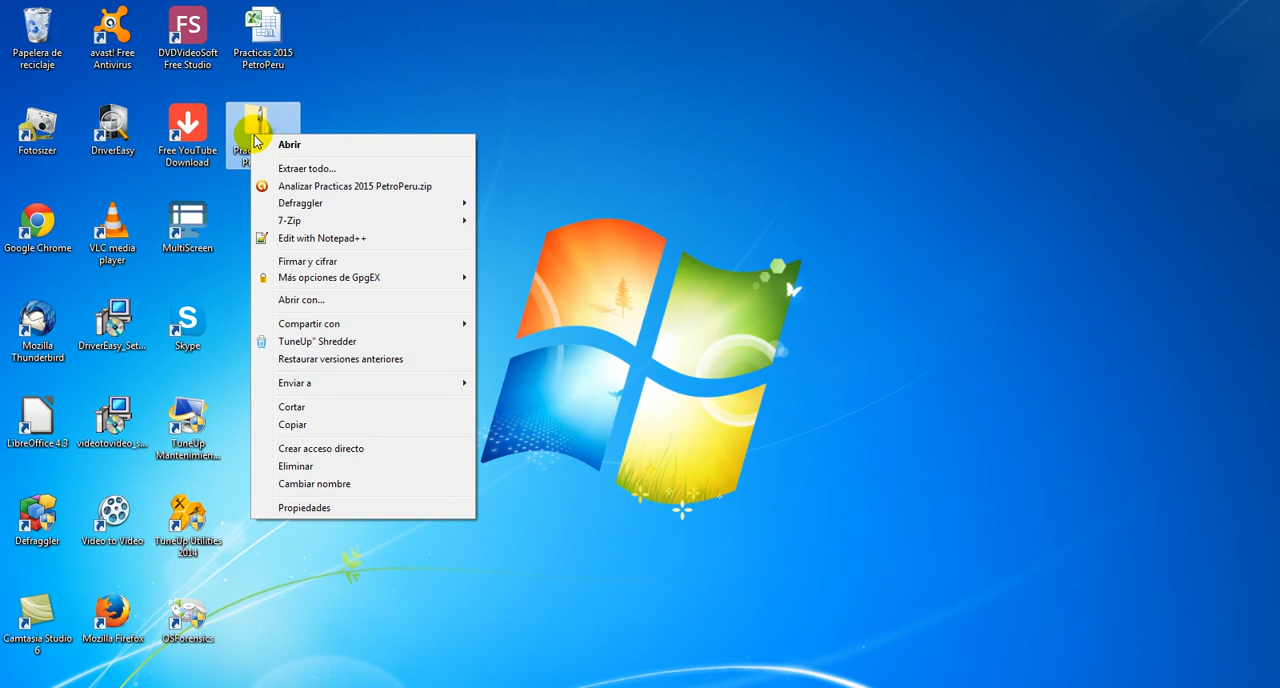 Papelera de
reciclaje
avast! Free
Antivirus
FS
DVDVideoSoft
Free Studio
Practicas 2015
PetroPeru
Fotosizer
DriverEasy
Free YouTube
Download
Google Chrome
VLC media
player
MultiScreen
Mozilla
Thunderbird
DriverEasy_Set...
S
Skype
LibreOffice 4.3
videotovideo_s...
TuneUp
Mantenimien...
Defraggler
Video to Video
TuneUp Utilities
2014
Camtasia Studio
6
Mozilla Firefox
OSForensics
Abrir
Extraer todo...
Analizar Practicas 2015 PetroPeru.zip
Defraggler
7-Zip
Edit with Notepad++
Firmar y cifrar
Más opciones de GpgEX
Abrir con...
Compartir con
TuneUp" Shredder
Restaurar versiones anteriores
Enviar a
Cortar
Copiar
Crear acceso directo
Eliminar
Cambiar nombre
Propiedades